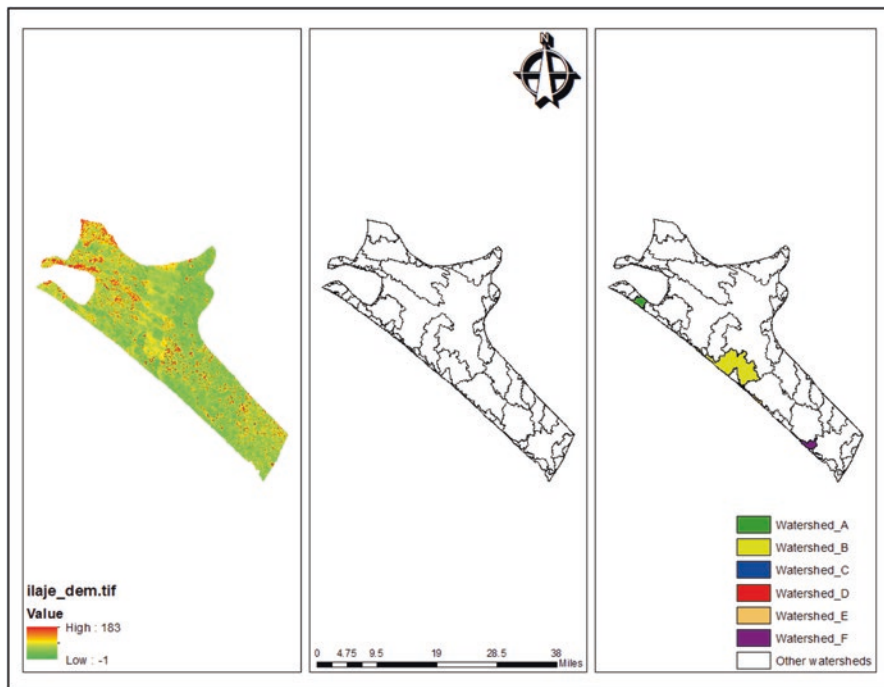 N
ilaje_dem.tif
Value
High : 183
Low : -1
0 4.75 9.5 19 28.5 38
Miles
Watershed_A
Watershed_B
Watershed_C
Watershed_D
Watershed_E
Watershed_F
Other watersheds